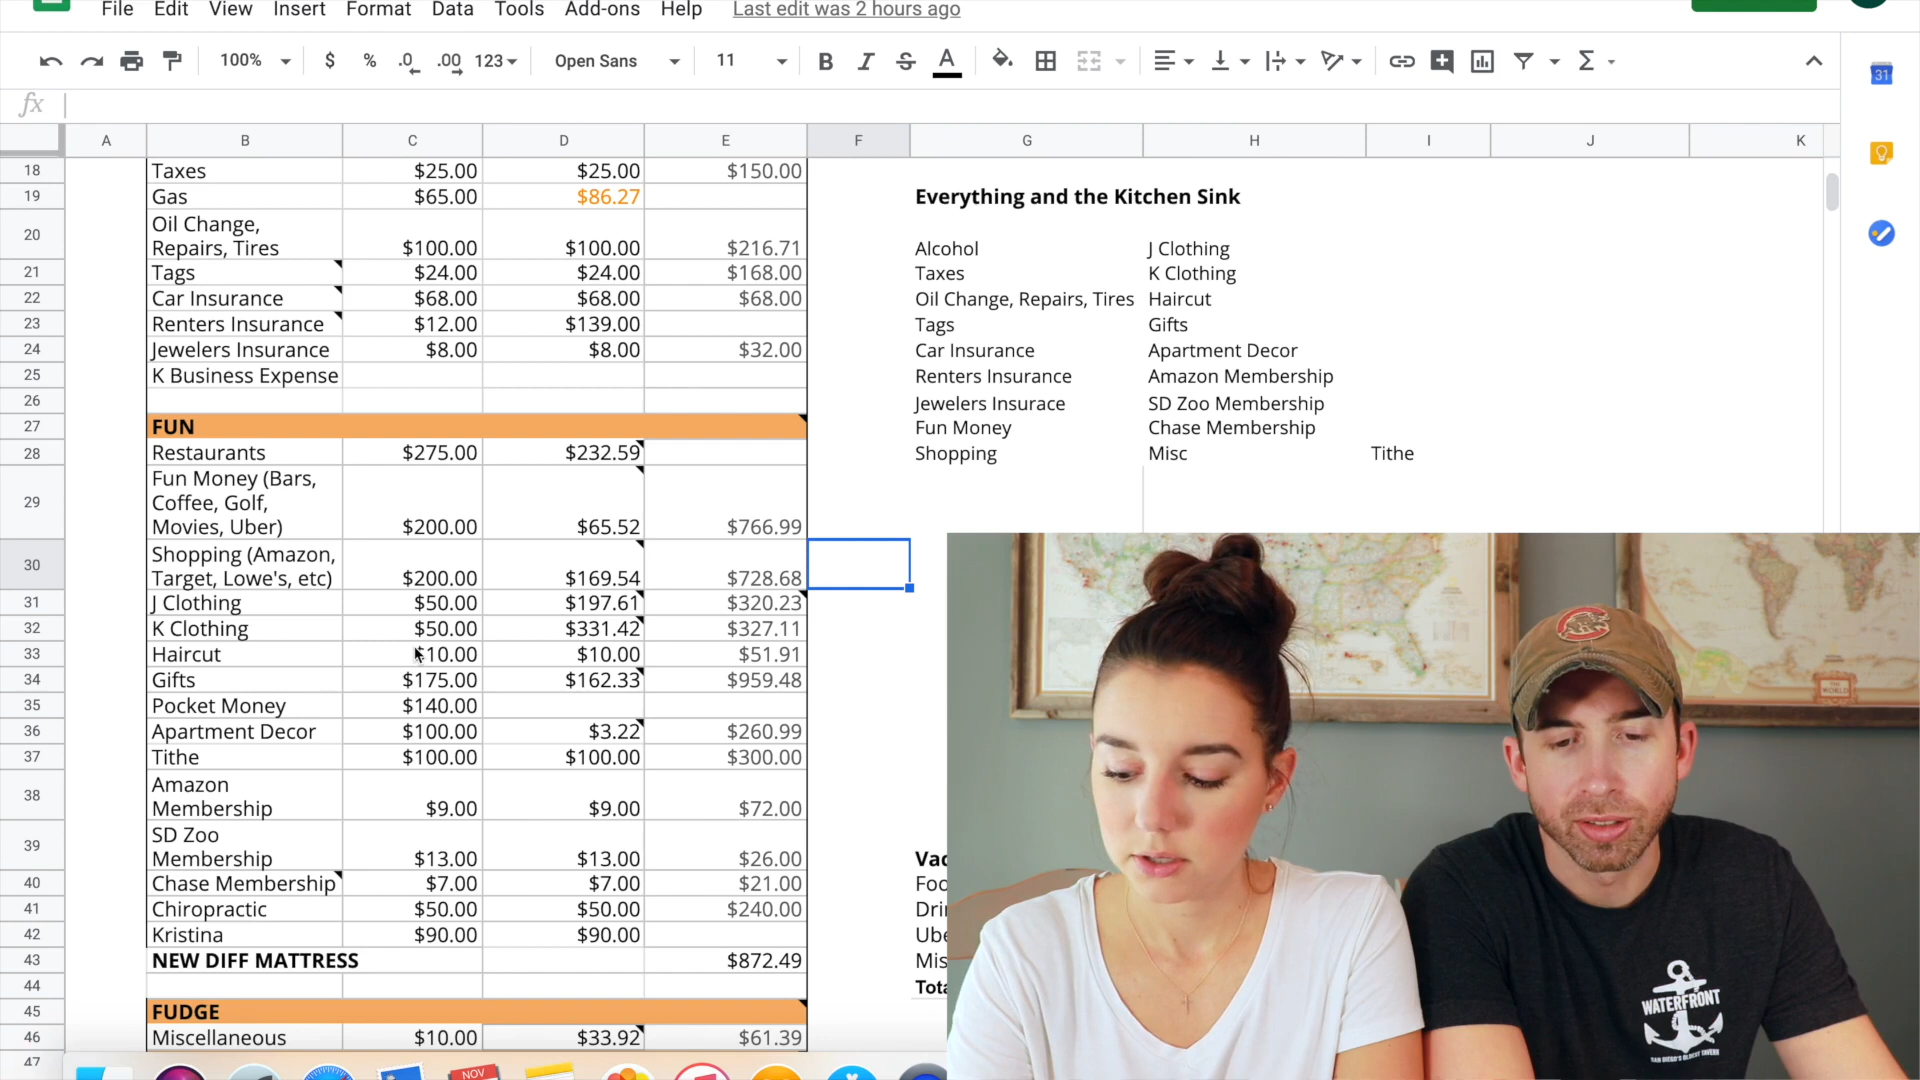 File Edit View Insert Format Data Tools Add-ons Help Last edit was 2 hours ago
100% $ % .0 .00 123 Open Sans 11 B I S A Σ 31
fx
A B C D E F G H I J K
18 Taxes $25.00 $25.00 $150.00
19 Gas $65.00 $86.27 Everything and the Kitchen Sink
20 Oil Change,
Repairs, Tires $100.00 $100.00 $216.71 Alcohol J Clothing
21 Tags $24.00 $24.00 $168.00 Taxes K Clothing
22 Car Insurance $68.00 $68.00 $68.00 Oil Change, Repairs, Tires Haircut
23 Renters Insurance $12.00 $139.00 Tags Gifts
24 Jewelers Insurance $8.00 $8.00 $32.00 Car Insurance Apartment Decor
25 K Business Expense Renters Insurance Amazon Membership
26 Jewelers Insurace SD Zoo Membership
27 FUN Fun Money Chase Membership
28 Restaurants $275.00 $232.59 Shopping Misc Tithe
29 Fun Money (Bars,
Coffee, Golf,
Movies, Uber) $200.00 $65.52 $766.99
30 Shopping (Amazon,
Target, Lowe's, etc) $200.00 $169.54 $728.68
31 J Clothing $50.00 $197.61 $320.23
32 K Clothing $50.00 $331.42 $327.11
33 Haircut $10.00 $10.00 $51.91
34 Gifts $175.00 $162.33 $959.48
35 Pocket Money $140.00
36 Apartment Decor $100.00 $3.22 $260.99
37 Tithe $100.00 $100.00 $300.00
38 Amazon
Membership $9.00 $9.00 $72.00
39 SD Zoo
Membership $13.00 $13.00 $26.00 Vac
40 Chase Membership $7.00 $7.00 $21.00 Foo
41 Chiropractic $50.00 $50.00 $240.00 Dri
42 Kristina $90.00 $90.00 Ube
43 NEW DIFF MATTRESS $872.49 Mis
44 Tota
45 FUDGE
46 Miscellaneous $10.00 $33.92 $61.39
47
NOV
WATERFRONT
SAN DIEGO'S OLDEST TAVERN
WORLD